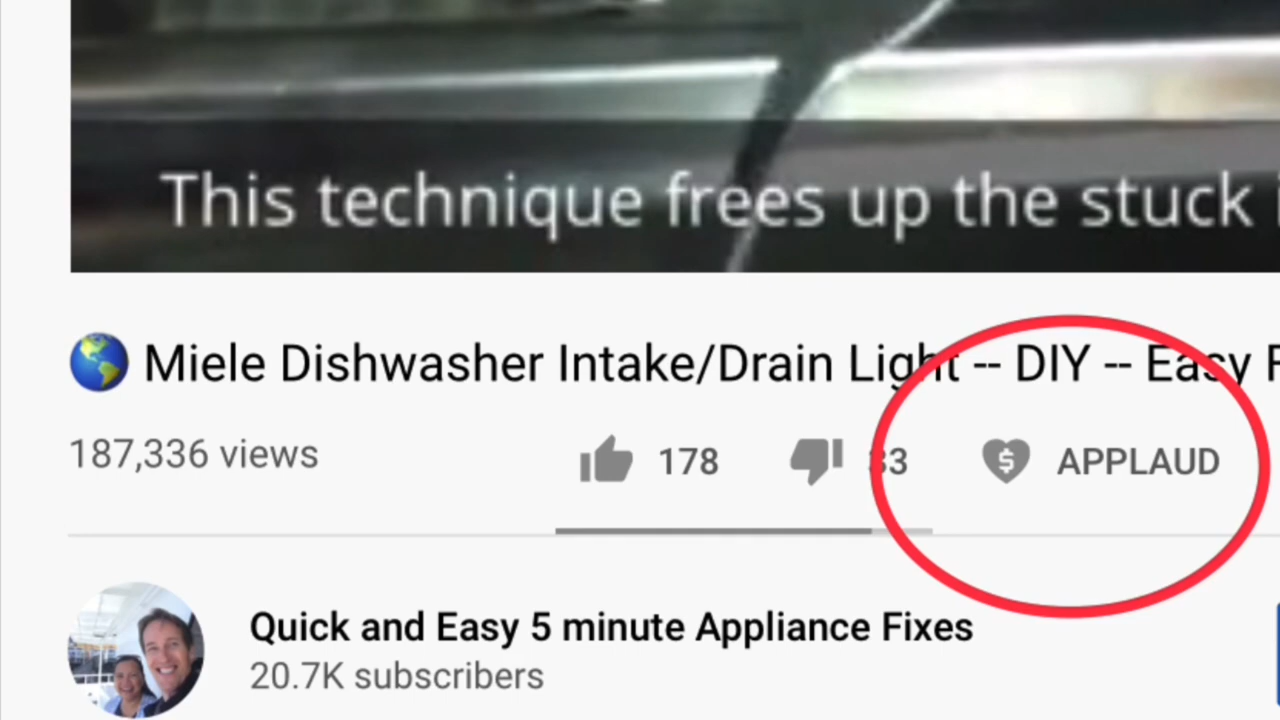 This technique frees up the stuck
Miele Dishwasher Intake/Drain Light -- DIY -- Easy F
187,336 views
178
33
$ APPLAUD
Quick and Easy 5 minute Appliance Fixes
20.7K subscribers